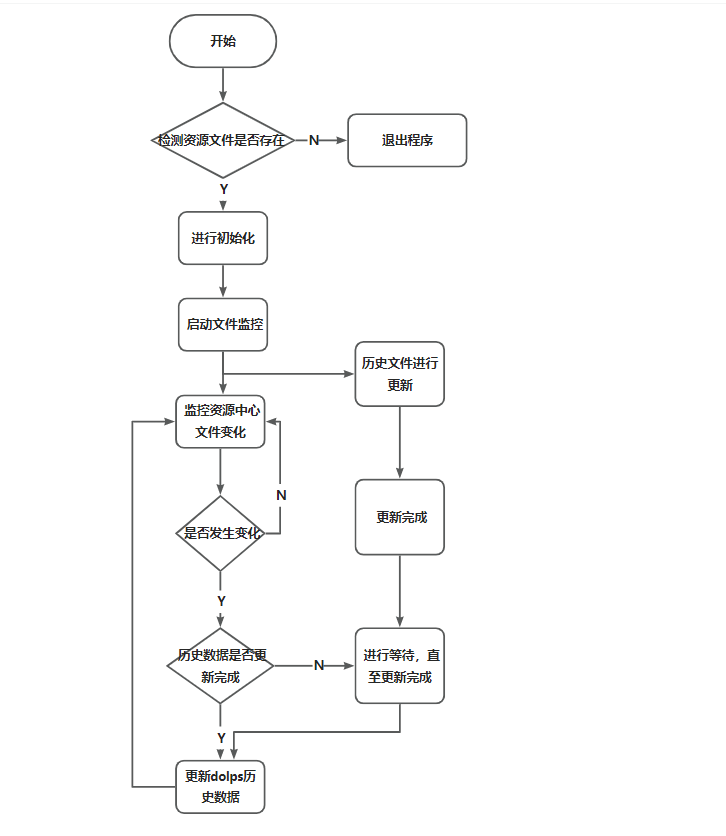 开始
检测资源文件是否存在
N
退出程序
Y
进行初始化
启动文件监控
历史文件进行
更新
监控资源中心
文件变化
N
更新完成
是否发生变化
Y
历史数据是否更
新完成
N
进行等待，直
至更新完成
Y
更新dolps历
史数据